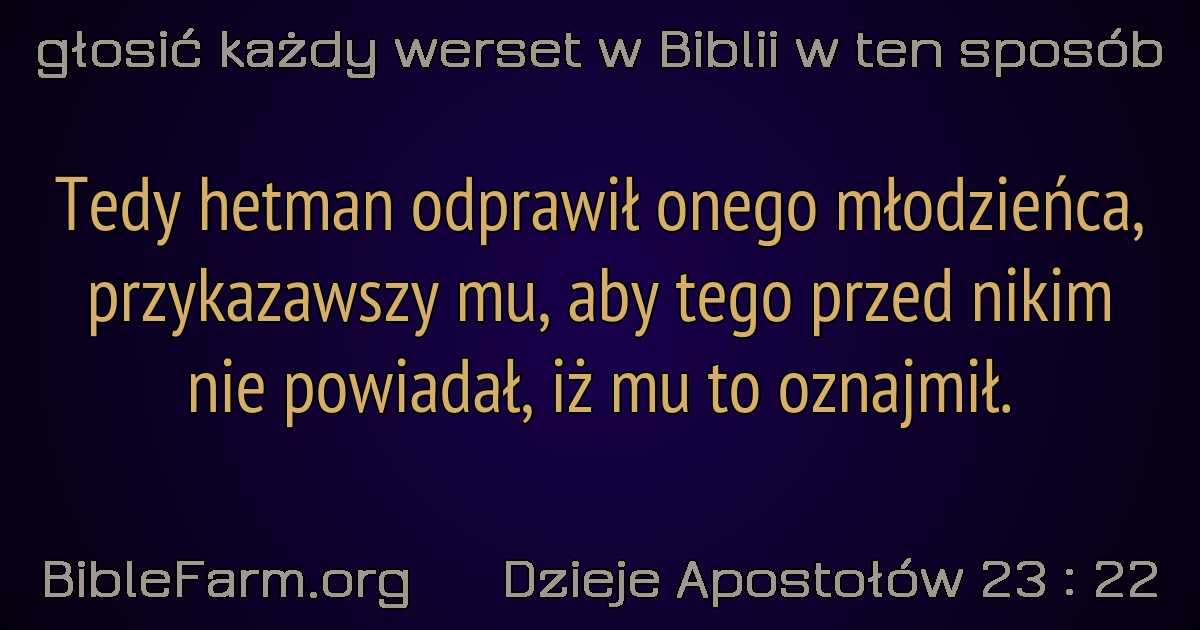 głosić każdy werset w Biblii w ten sposób
Tedy hetman odprawił onego młodzieńca,
przykazawszy mu, aby tego przed nikim
nie powiadał, iż mu to oznajmił.
BibleFarm.org Dzieje Apostołów 23 : 22